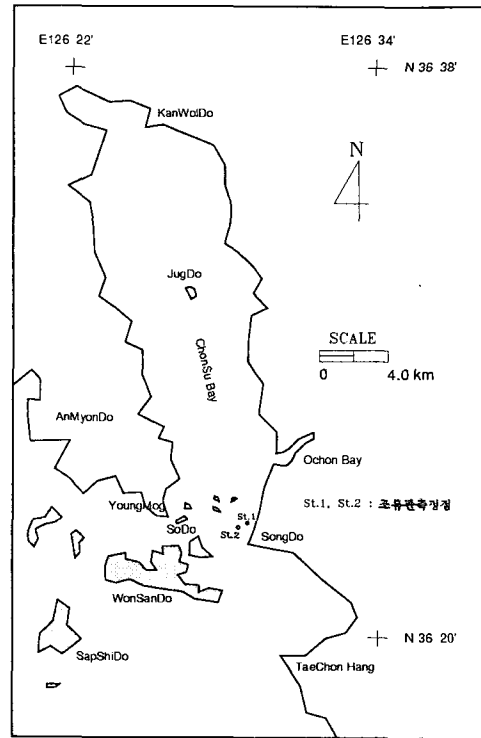 E126 22'
E126 34'
N 36 38'
KanWolDo
N
JugDo
ChonSu Bay
SCALE
0 4.0 km
AnMyonDo
Ochon Bay
YoungMog
St.1, St.2 : 조류관측정점
St.1
St.2
SoDo
SongDo
WonSanDo
N 36 20'
SapShiDo
TaeChon Hang